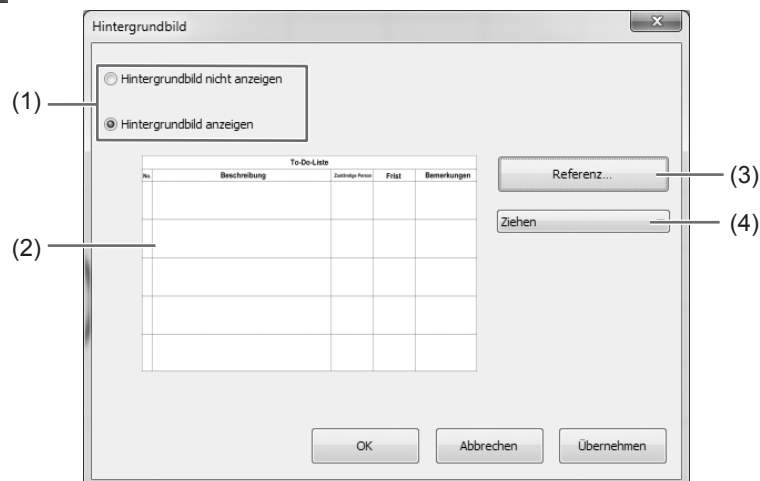 Hintergrundbild
x
Hintergrundbild nicht anzeigen
(1)
Hintergrundbild anzeigen
To-Do-Liste
No. Beschreibung Zuständige Person Frist Bemerkungen
Referenz...
(3)
Ziehen
(4)
(2)
OK Abbrechen Übernehmen